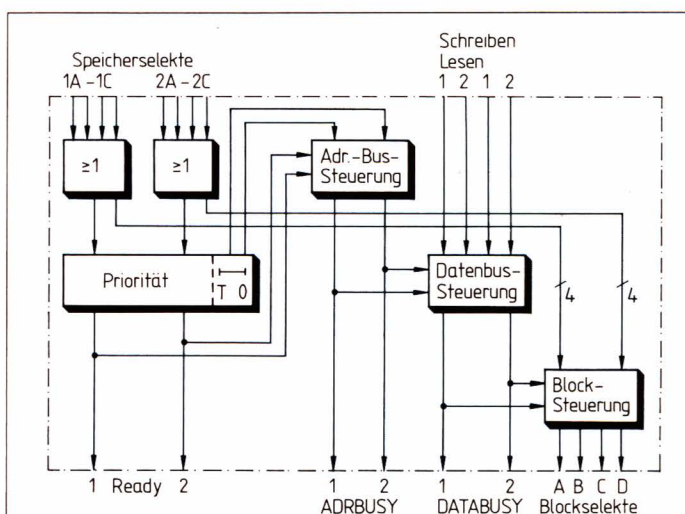 Speicherselekte
1A-1C 2A-2C
Schreiben
Lesen
1 2 1 2
≥1
≥1
Adr.-Bus-
Steuerung
Priorität
T 0
Datenbus-
Steuerung
4
4
Block-
Steuerung
1 Ready 2
1 2
ADRBUSY
1 2
DATABUSY
A B C D
Blockselekte